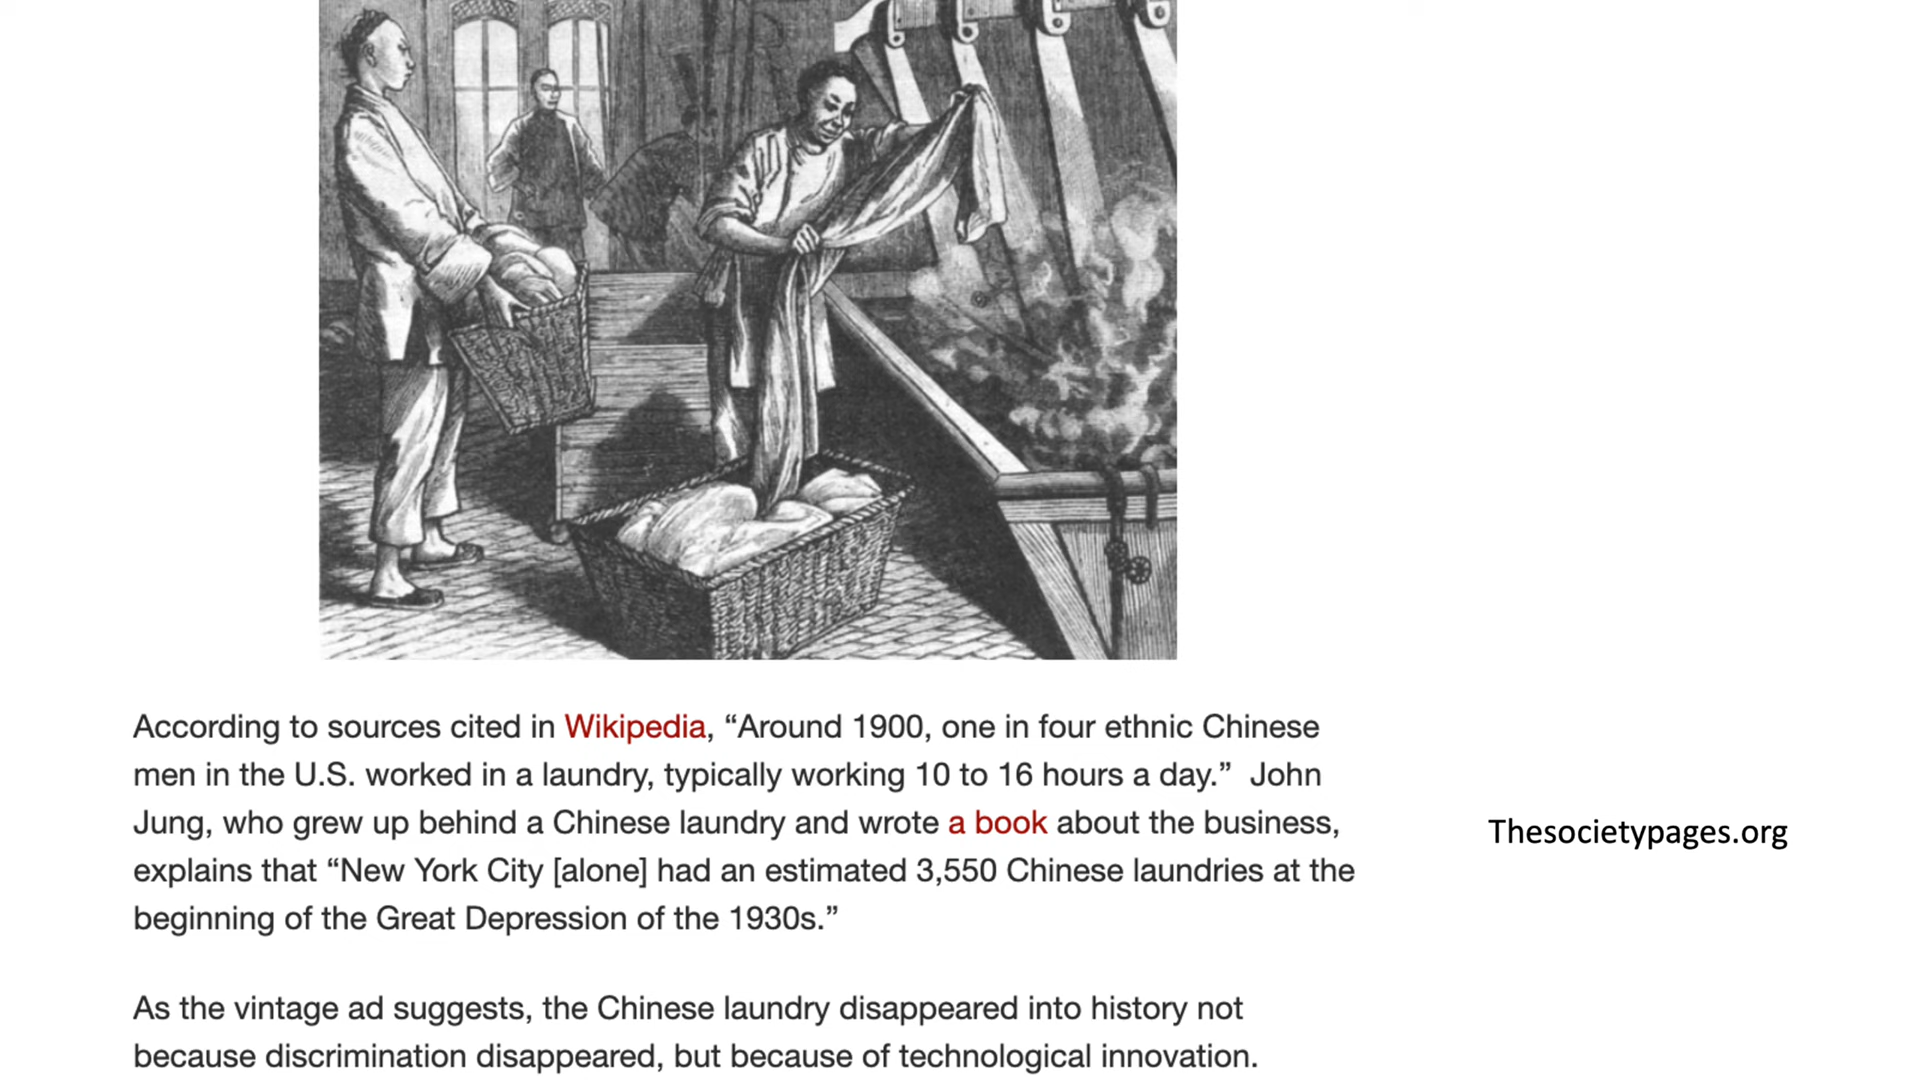 According to sources cited in Wikipedia, “Around 1900, one in four ethnic Chinese
men in the U.S. worked in a laundry, typically working 10 to 16 hours a day.”  John
Jung, who grew up behind a Chinese laundry and wrote a book about the business,
explains that “New York City [alone] had an estimated 3,550 Chinese laundries at the
beginning of the Great Depression of the 1930s.”
Thesocietypages.org
As the vintage ad suggests, the Chinese laundry disappeared into history not
because discrimination disappeared, but because of technological innovation.